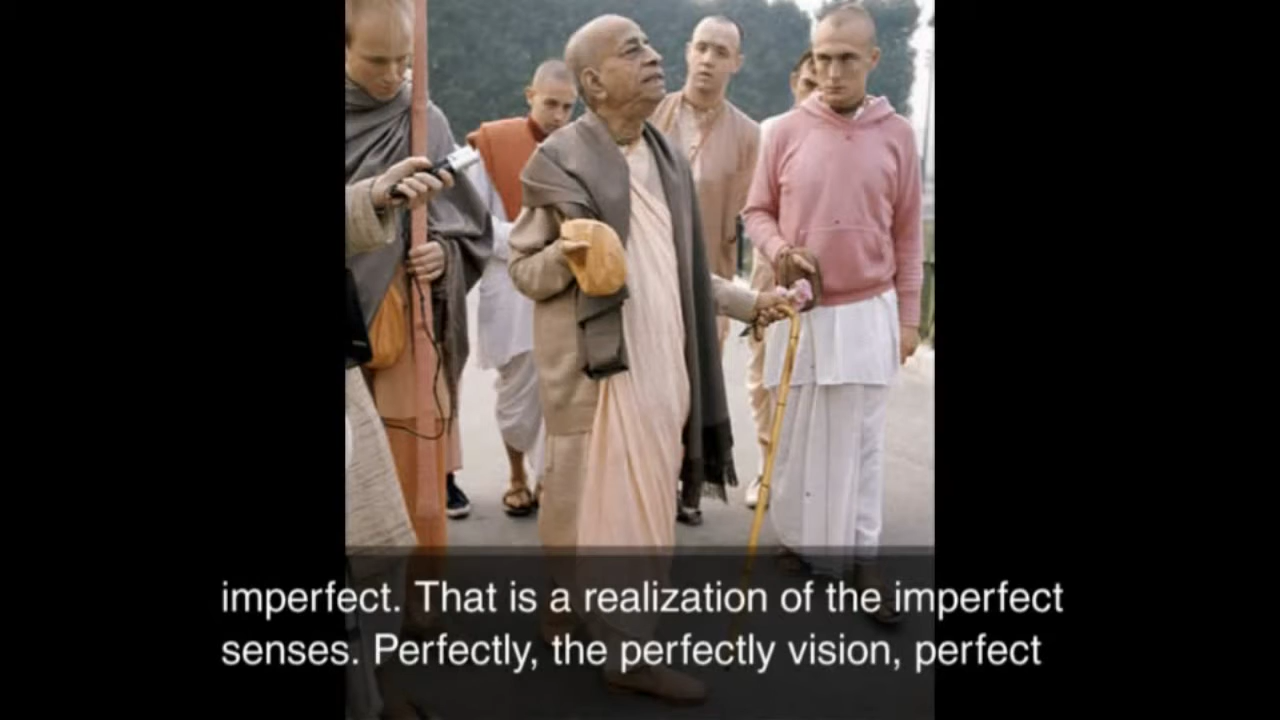 imperfect. That is a realization of the imperfect
senses. Perfectly, the perfectly vision, perfect